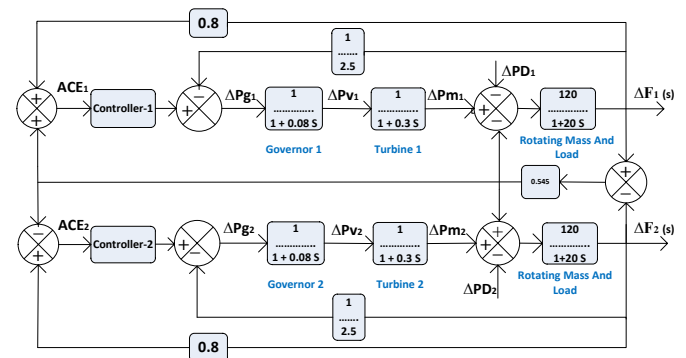 0.8
1
.......
2.5
ΔPD₁
ACE₁
Controller-1
ΔPg₁
1
.............
1 + 0.08 S
ΔPv₁
1
.............
1 + 0.3 S
ΔPm₁
120
.............
1+20 S
ΔF₁ (s)
Governor 1
Turbine 1
Rotating Mass And
Load
0.545
ACE₂
Controller-2
ΔPg₂
1
.............
1 + 0.08 S
ΔPv₂
1
.............
1 + 0.3 S
ΔPm₂
120
.............
1+20 S
ΔF₂ (s)
Governor 2
Turbine 2
ΔPD₂
Rotating Mass And
Load
1
.......
2.5
0.8